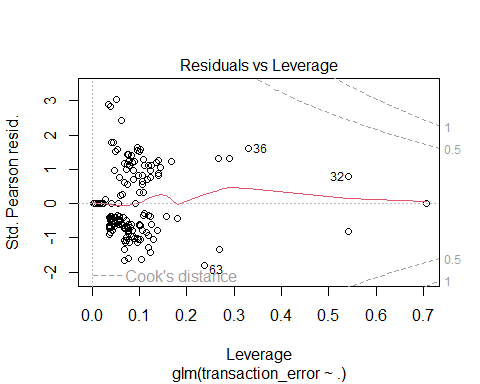 Residuals vs Leverage
Std. Pearson resid.
3
2
1
0
-1
-2
36
32
63
1
0.5
0.5
1
Cook's distance
0.0 0.1 0.2 0.3 0.4 0.5 0.6 0.7
Leverage
glm(transaction_error ~ .)